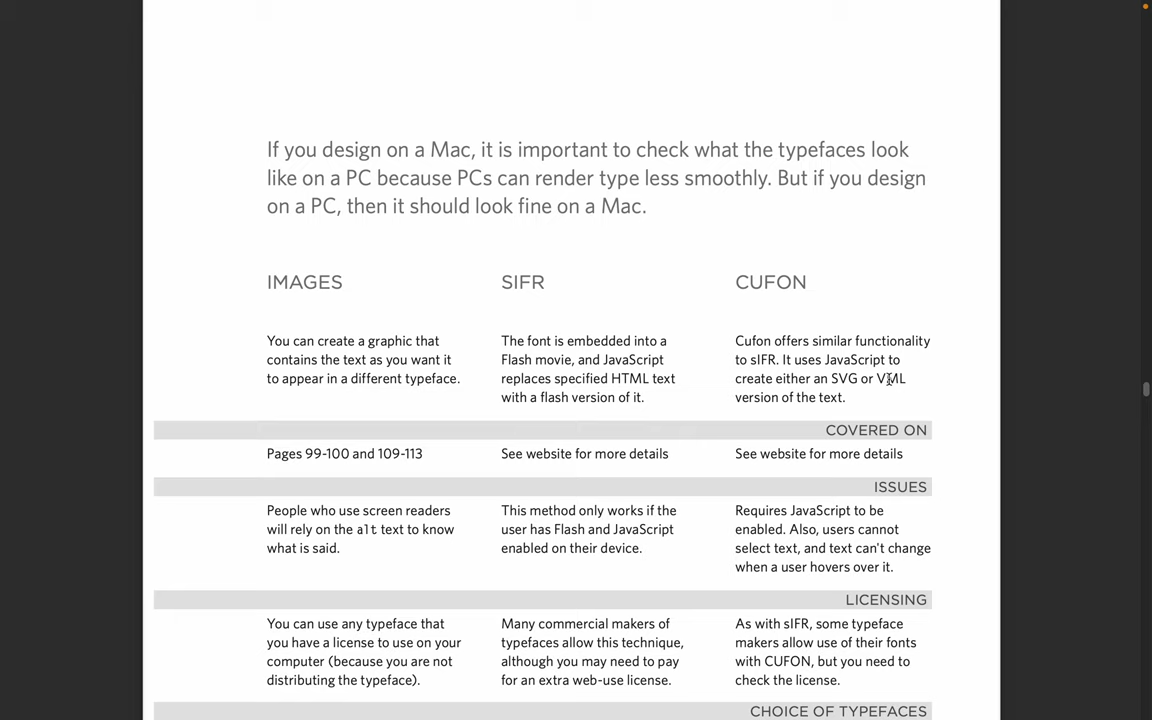 If you design on a Mac, it is important to check what the typefaces look
like on a PC because PCs can render type less smoothly. But if you design
on a PC, then it should look fine on a Mac.
IMAGES
You can create a graphic that
contains the text as you want it
to appear in a different typeface.
SIFR
The font is embedded into a
Flash movie, and JavaScript
replaces specified HTML text
with a flash version of it.
CUFON
Cufon offers similar functionality
to sIFR. It uses JavaScript to
create either an SVG or VML
version of the text.
COVERED ON
Pages 99-100 and 109-113
See website for more details
See website for more details
ISSUES
People who use screen readers
will rely on the alt text to know
what is said.
This method only works if the
user has Flash and JavaScript
enabled on their device.
Requires JavaScript to be
enabled. Also, users cannot
select text, and text can't change
when a user hovers over it.
LICENSING
You can use any typeface that
you have a license to use on your
computer (because you are not
distributing the typeface).
Many commercial makers of
typefaces allow this technique,
although you may need to pay
for an extra web-use license.
As with sIFR, some typeface
makers allow use of their fonts
with CUFON, but you need to
check the license.
CHOICE OF TYPEFACES